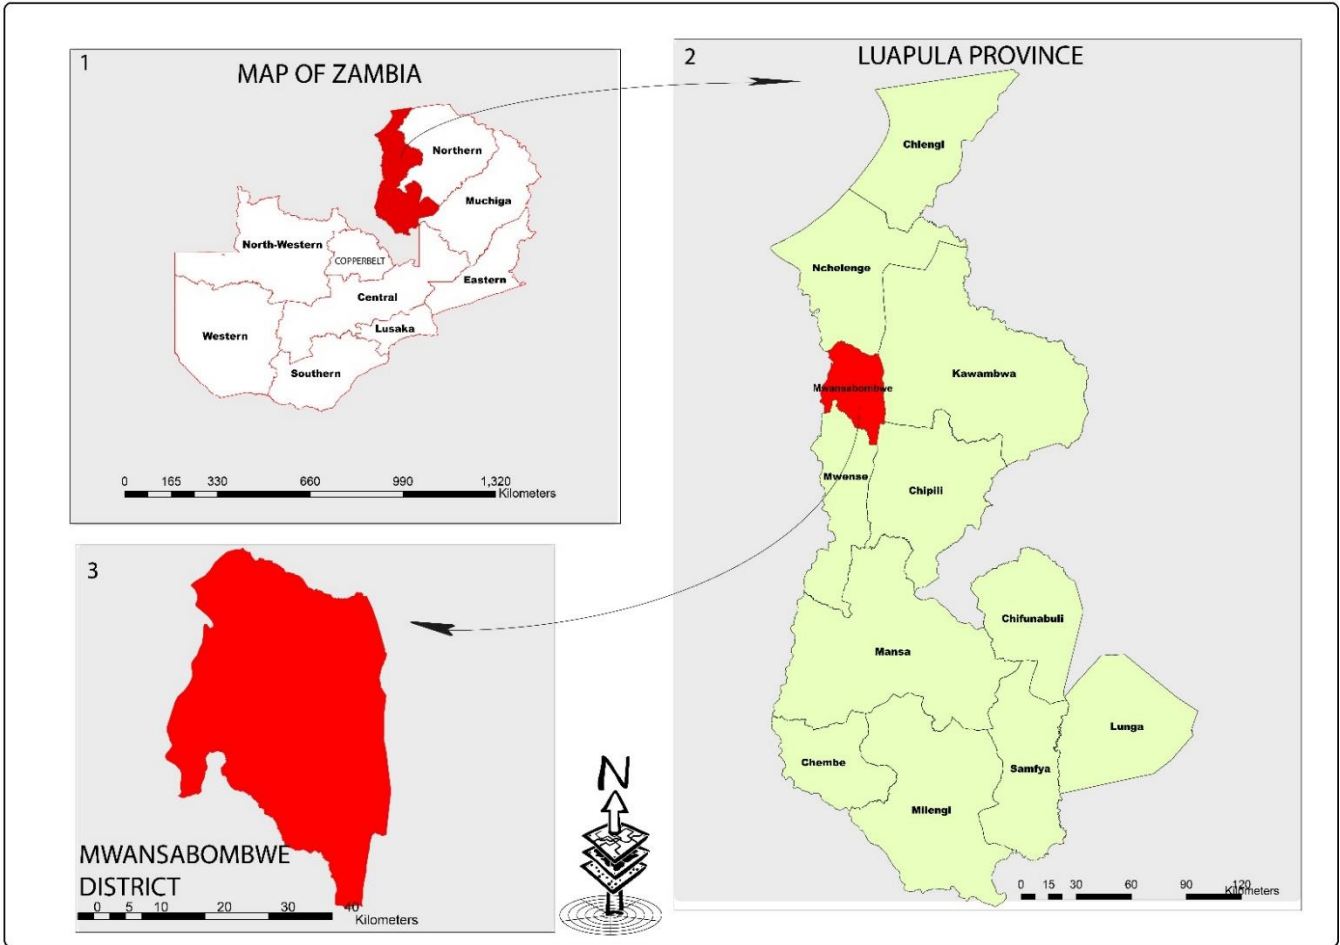 1
MAP OF ZAMBIA
Northern
Muchiga
North-Western
COPPERBELT
Eastern
Central
Western
Lusaka
Southern
0 165 330 660 990 1,320
Kilometers
2
LUAPULA PROVINCE
Chlengl
Nchelenge
Kawambwa
Mwansabombwe
Mwense
Chipili
Chifunabuli
Mansa
Lunga
Chembe
Samfya
Milengl
0 15 30 60 90 120
Kilometers
3
MWANSABOMBWE
DISTRICT
0 5 10 20 30 40
Kilometers
N